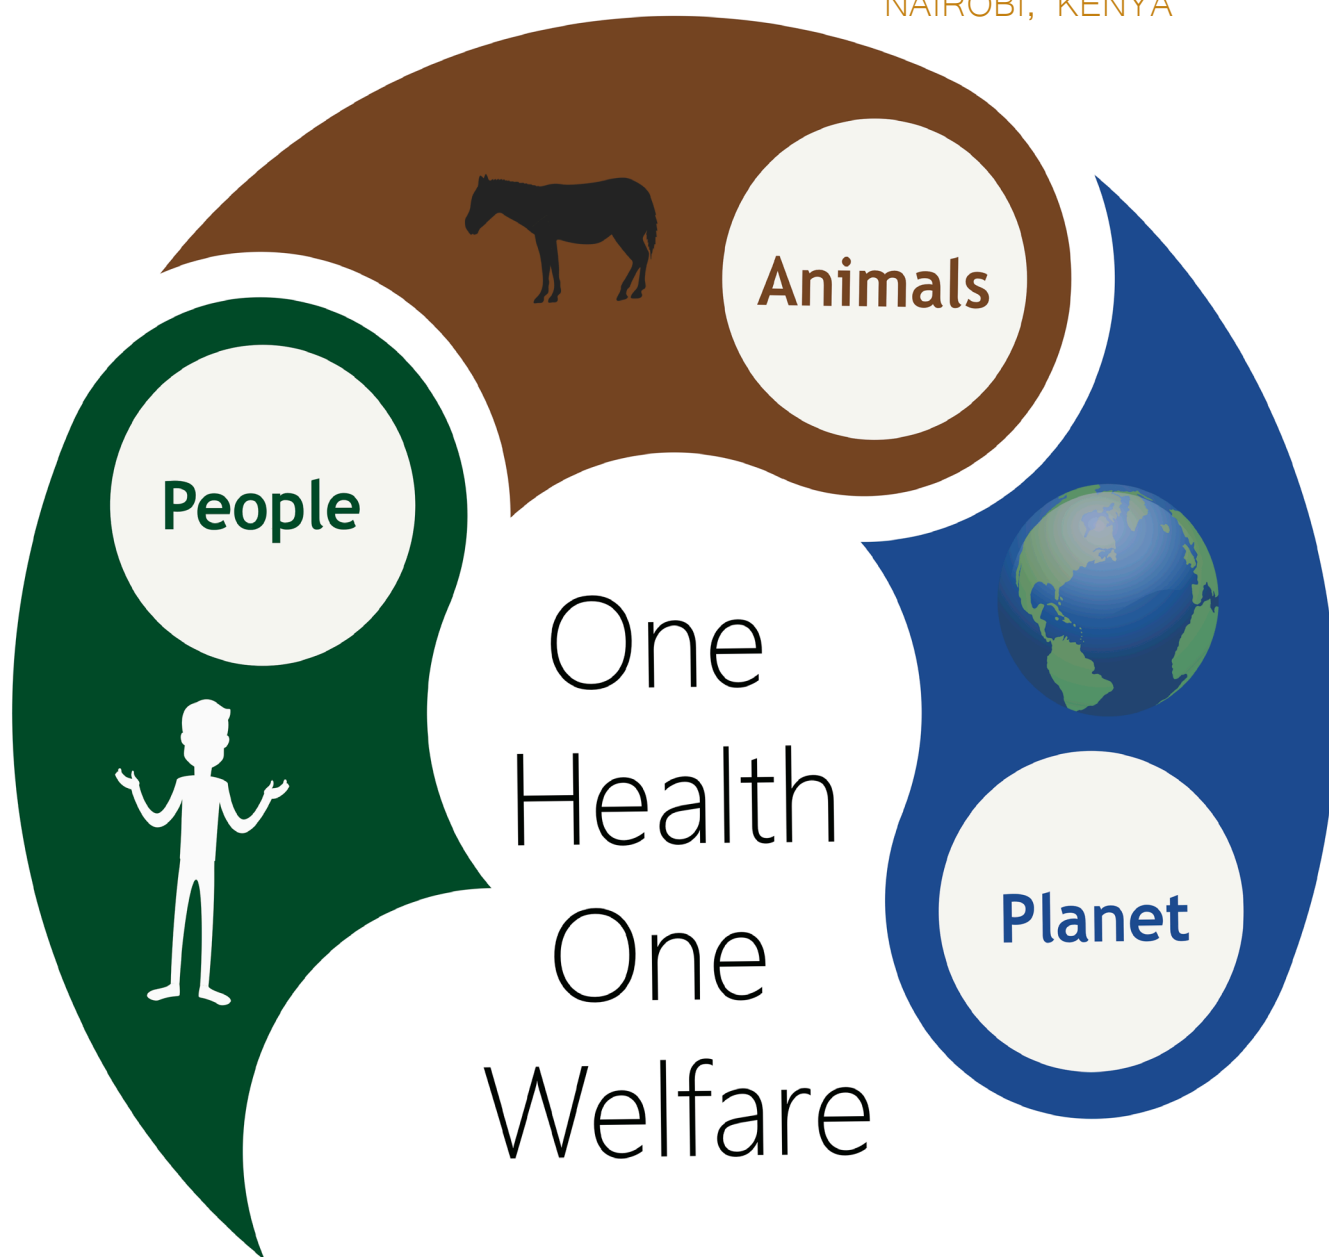 NAIROBI, KENYA
Animals
People
One
Health
One
Welfare
Planet